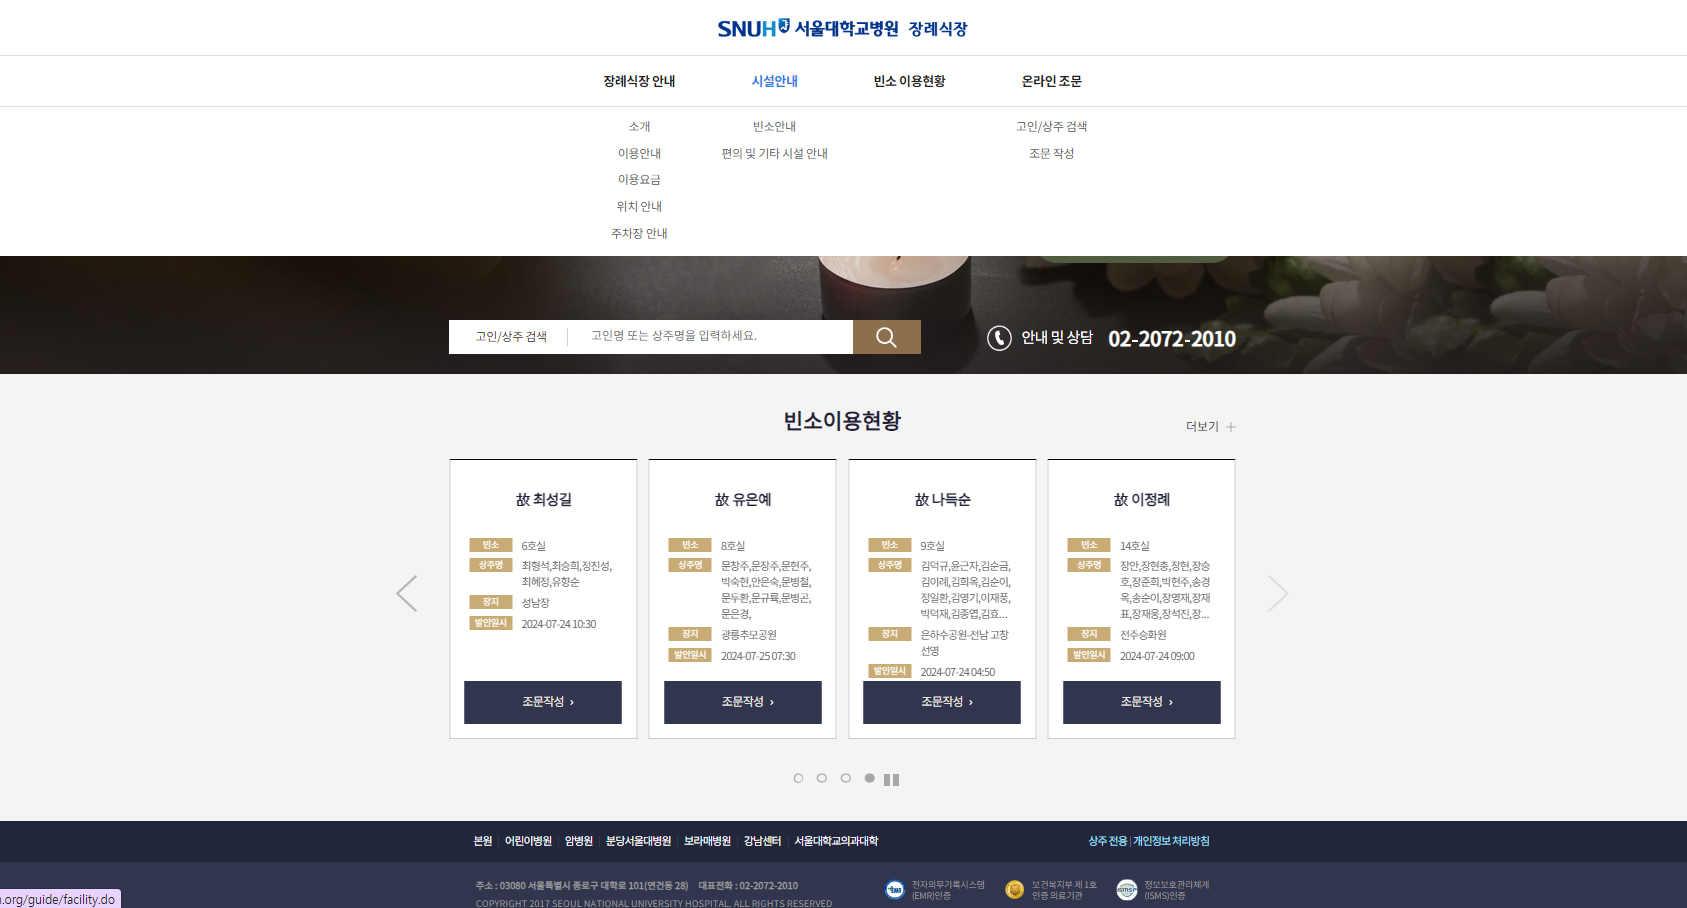 SNUH 서울대학교병원 장례식장
장례식장 안내 시설안내 빈소 이용현황 온라인 조문
소개 빈소안내 고인/상주 검색
이용안내 편의 및 기타 시설 안내 조문 작성
이용요금
위치 안내
주차장 안내
고인/상주 검색 고인명 또는 상주명을 입력하세요. 안내 및 상담 02-2072-2010
빈소이용현황
더보기
故 최성길
빈소 6호실
상주명 최형석,최승희,정진성,
최혜정,유향순
장지 성남장
발인일시 2024-07-24 10:30
조문작성 ›
故 유은예
빈소 8호실
상주명 문창주,문장주,문현주,
박숙현,안은숙,문병철,
문두환,문규륙,문병곤,
문은경,
장지 광릉추모공원
발인일시 2024-07-25 07:30
조문작성 ›
故 나득순
빈소 9호실
상주명 김덕규,윤근자,김순금,
김이례,김희옥,김순이,
정일환,김영기,이재풍,
박덕재,김종엽,김효...
장지 은하수공원-전남 고창
선영
발인일시 2024-07-24 04:50
조문작성 ›
故 이정례
빈소 14호실
상주명 장안,장현충,장현,장승
호,장준희,박현주,송경
옥,송순이,장영재,장재
표,장재웅,장석진,장...
장지 전주승화원
발인일시 2024-07-24 09:00
조문작성 ›
본원 어린이병원 암병원 분당서울대병원 보라매병원 강남센터 서울대학교의과대학 상주 전용 | 개인정보 처리방침
주소 : 03080 서울특별시 종로구 대학로 101(연건동 28) 대표전화 : 02-2072-2010
COPYRIGHT 2017 SEOUL NATIONAL UNIVERSITY HOSPITAL. ALL RIGHTS RESERVED
전자의무기록시스템
(EMR)인증
보건복지부 제 1호
인증 의료기관
정보보호관리체계
(ISMS)인증
.org/guide/facility.do